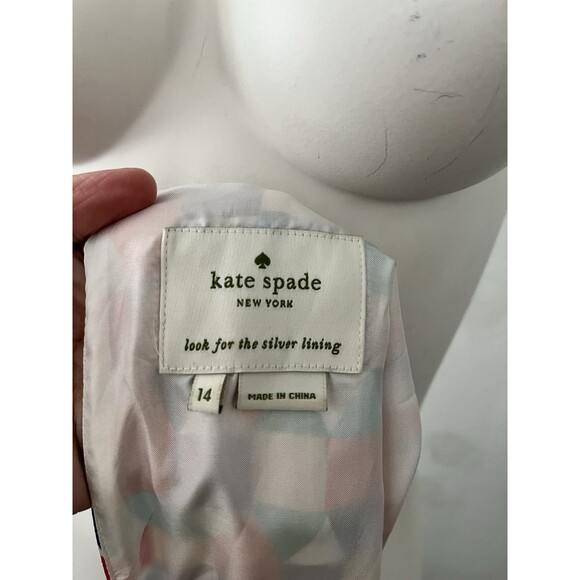 kate spade
NEW YORK
look for the silver lining
14
MADE IN CHINA